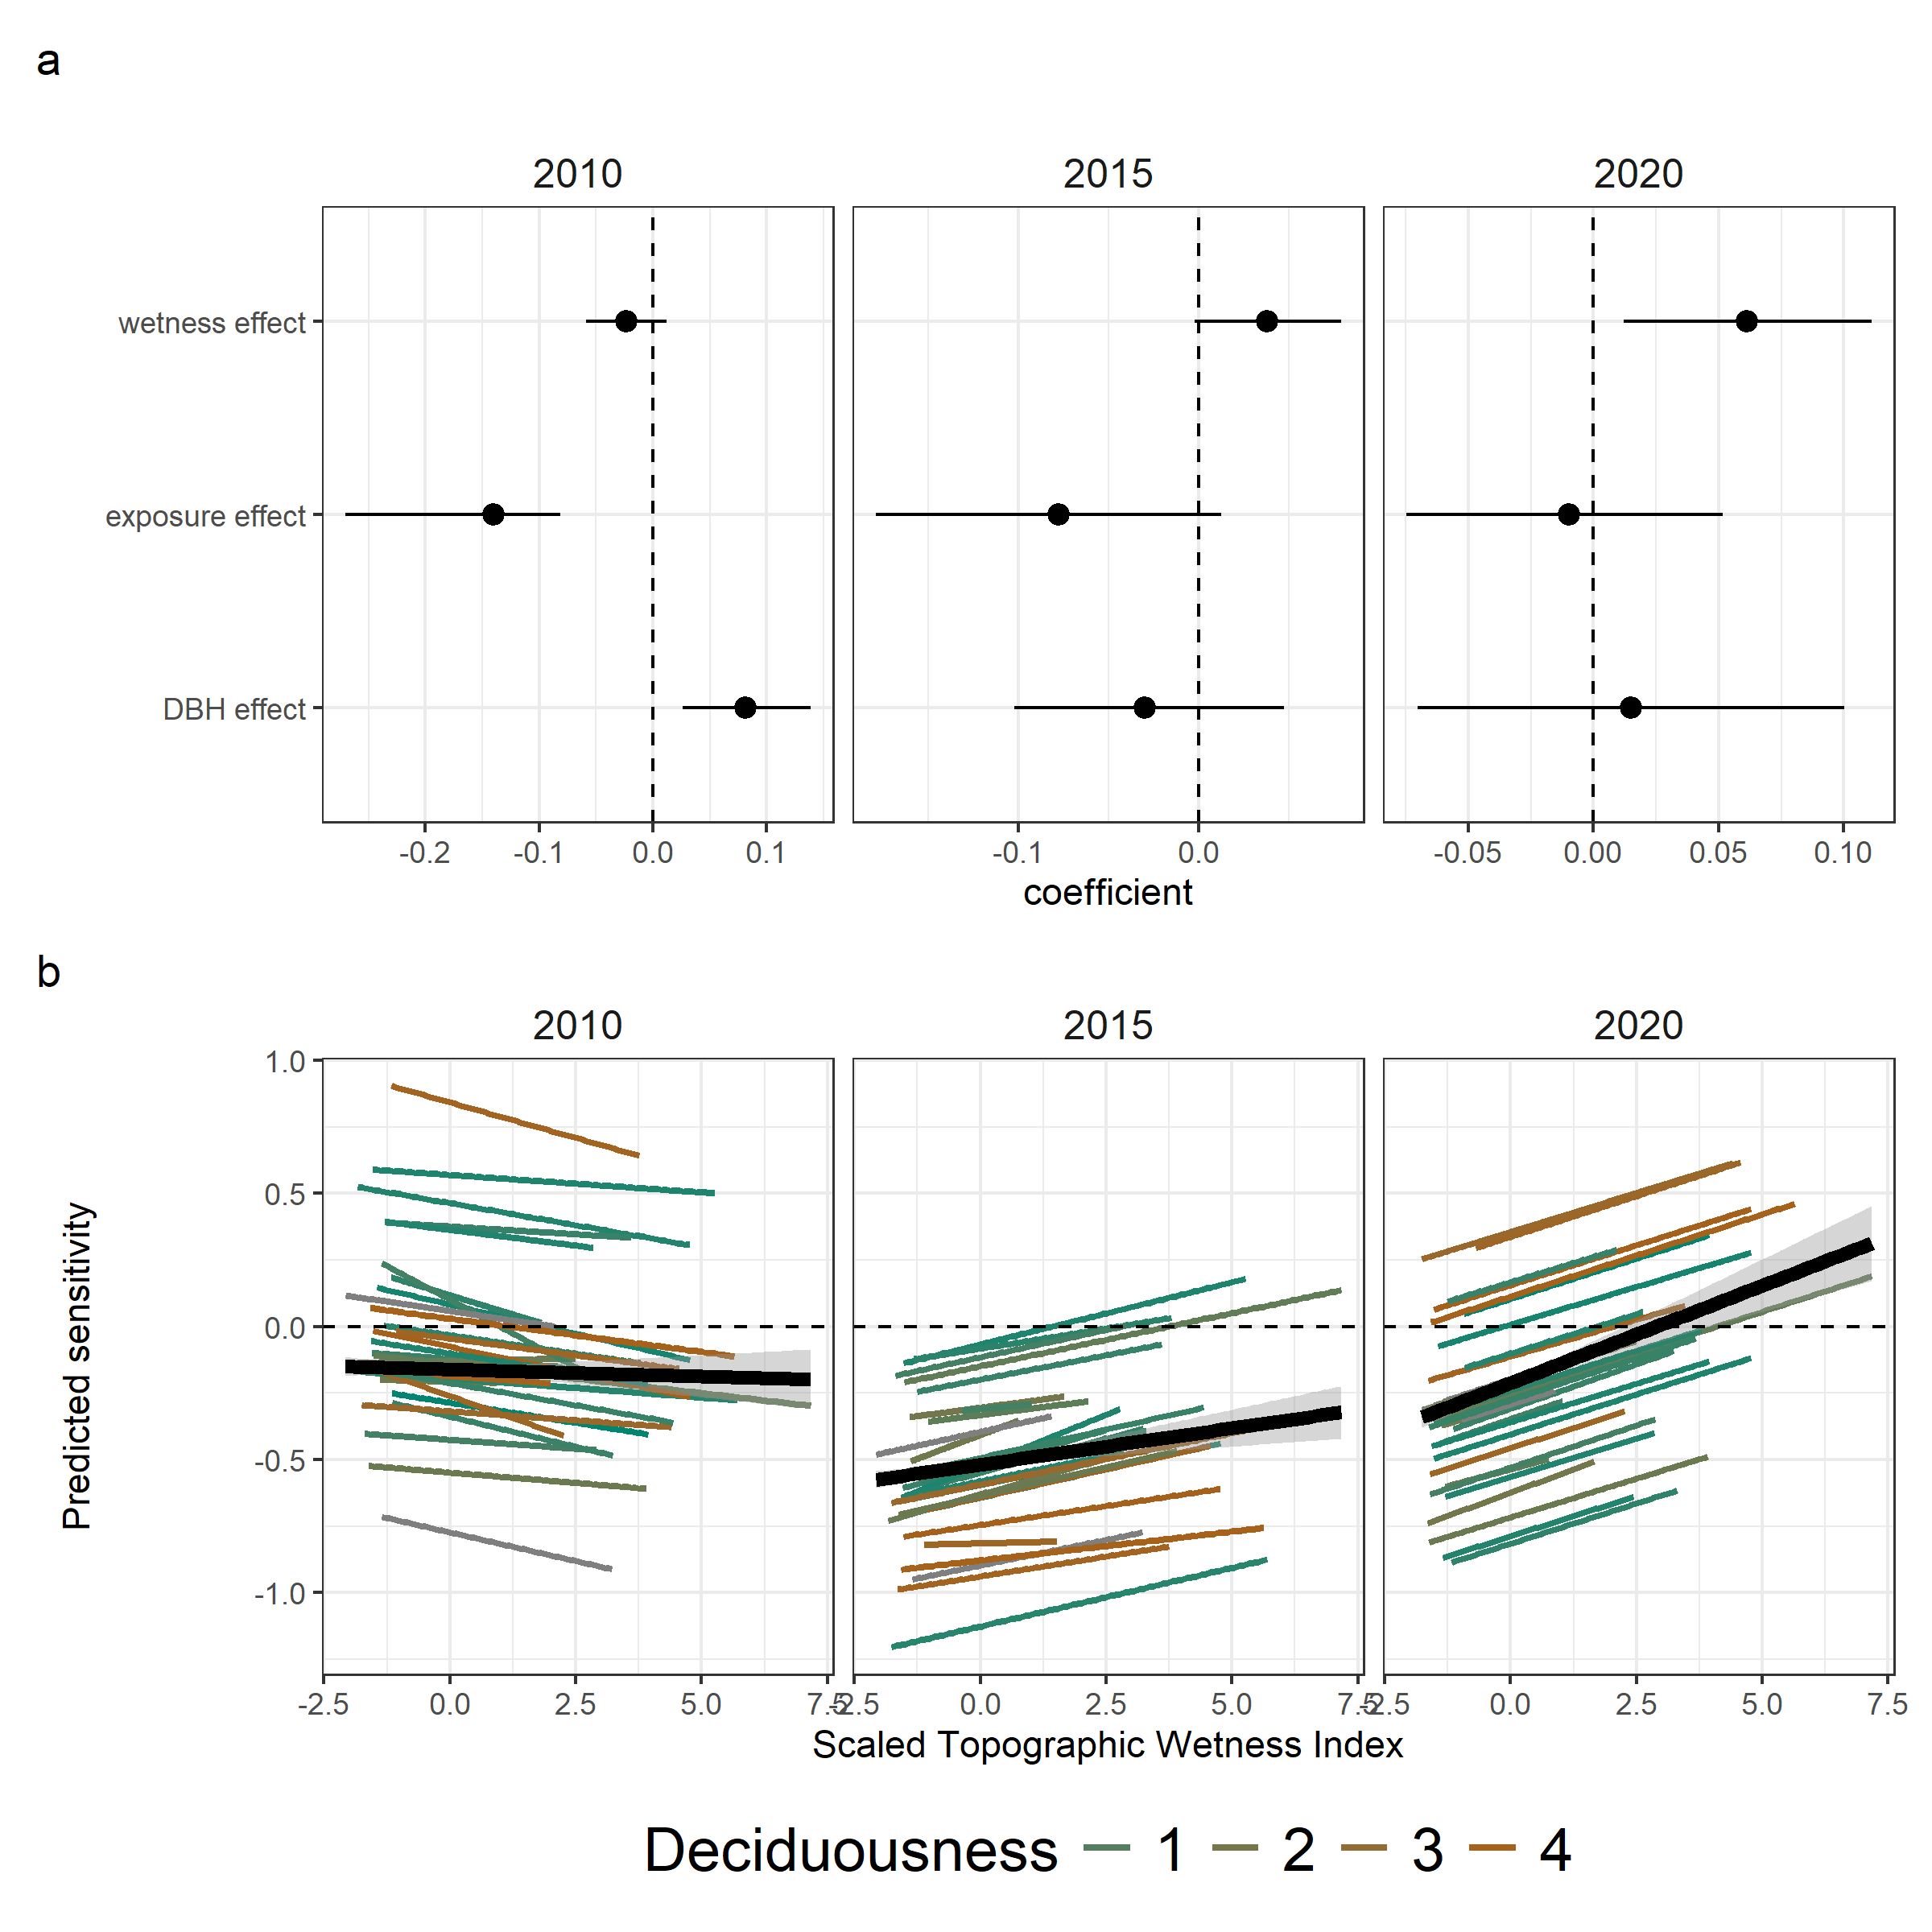 a
2010 2015 2020
wetness effect
exposure effect
DBH effect
-0.2 -0.1 0.0 0.1 -0.1 0.0 -0.05 0.00 0.05 0.10
coefficient
b
2010 2015 2020
Predicted sensitivity
1.0
0.5
0.0
-0.5
-1.0
-2.5 0.0 2.5 5.0 7.5 -2.5 0.0 2.5 5.0 7.5 -2.5 0.0 2.5 5.0 7.5
Scaled Topographic Wetness Index
Deciduousness 1 2 3 4